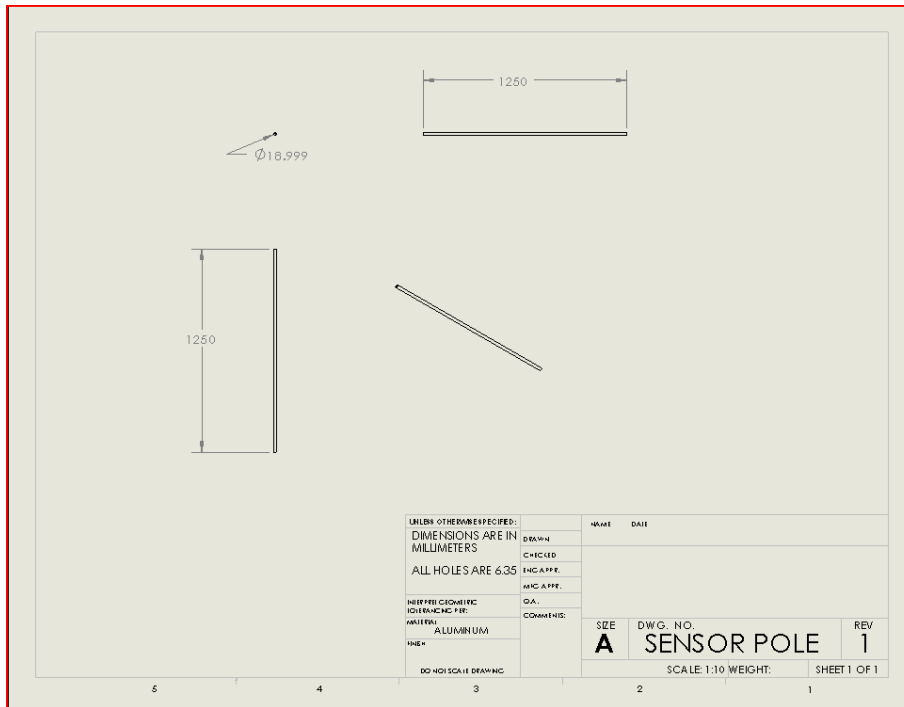 1250
Ø18.999
1250
UNLESS OTHERWISE SPECIFIED:
DIMENSIONS ARE IN
MILLIMETERS
ALL HOLES ARE 6.35
INTERPRET GEOMETRIC
TOLERANCING PER:
MATERIAL
ALUMINUM
FINISH
DO NOT SCALE DRAWING
DRAWN
CHECKED
ENG APPR.
MFG APPR.
Q.A.
COMMENTS:
NAME DATE
SIZE
A
DWG. NO.
SENSOR POLE
REV
1
SCALE: 1:10 WEIGHT: SHEET 1 OF 1
5 4 3 2 1